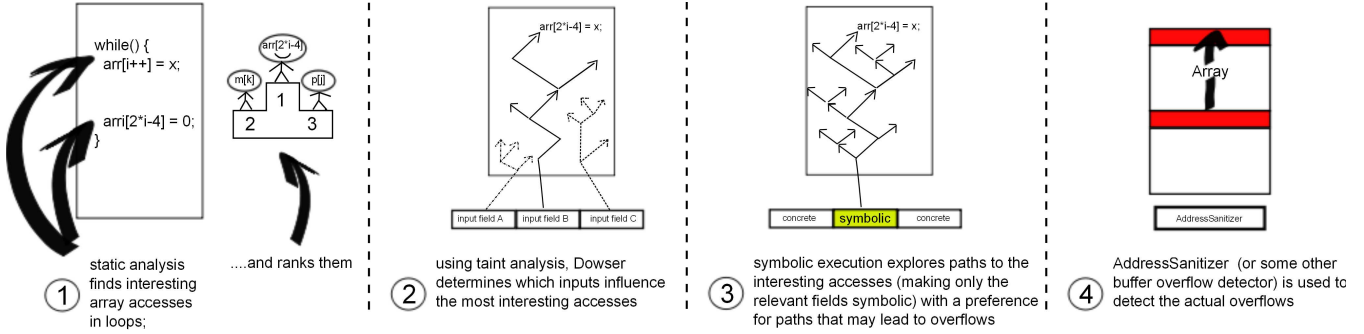 while() {
arr[i++] = x;
arri[2*i-4] = 0;
}
arr[2*i-4]
m[k]
p[j]
1
2
3
1
static analysis
finds interesting
array accesses
in loops;
....and ranks them
arr[2*i-4] = x;
input field A
input field B
input field C
2
using taint analysis, Dowser
determines which inputs influence
the most interesting accesses
arr[2*i-4] = x;
concrete
symbolic
concrete
3
symbolic execution explores paths to the
interesting accesses (making only the
relevant fields symbolic) with a preference
for paths that may lead to overflows
Array
AddressSanitizer
4
AddressSanitizer (or some other
buffer overflow detector) is used to
detect the actual overflows